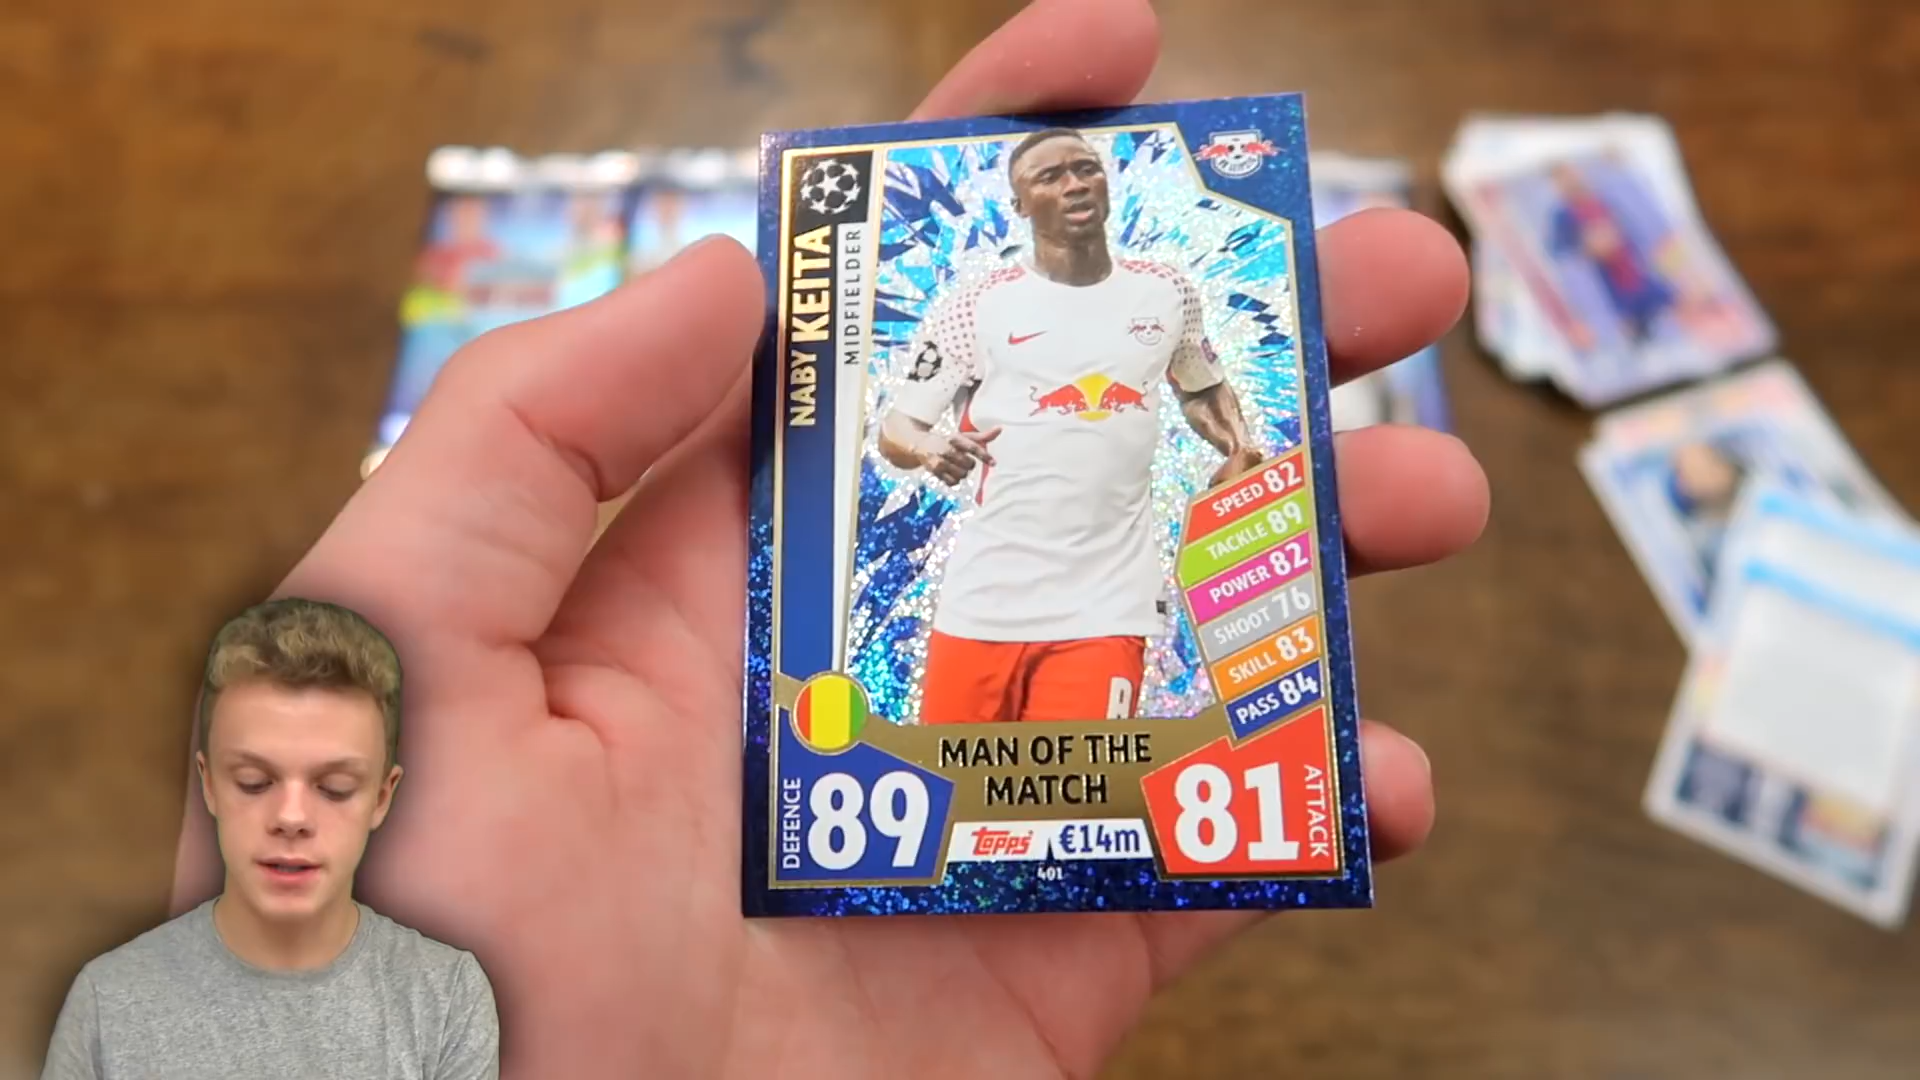 NABY KEITA
MIDFIELDER
SPEED 82
TACKLE 89
POWER 82
SHOOT 76
SKILL 83
PASS 84
MAN OF THE
MATCH
DEFENCE 89
Topps €14m
81 ATTACK
401